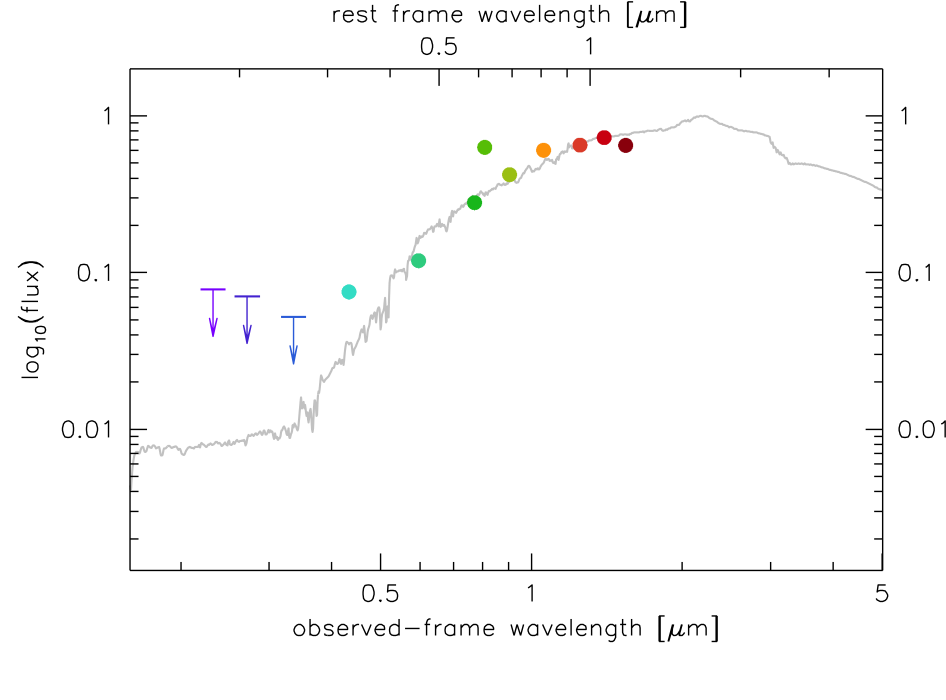 rest frame wavelength [μm]
0.5 1
1 1
0.1 0.1
log10(flux)
0.01 0.01
0.5 1 5
observed-frame wavelength [μm]